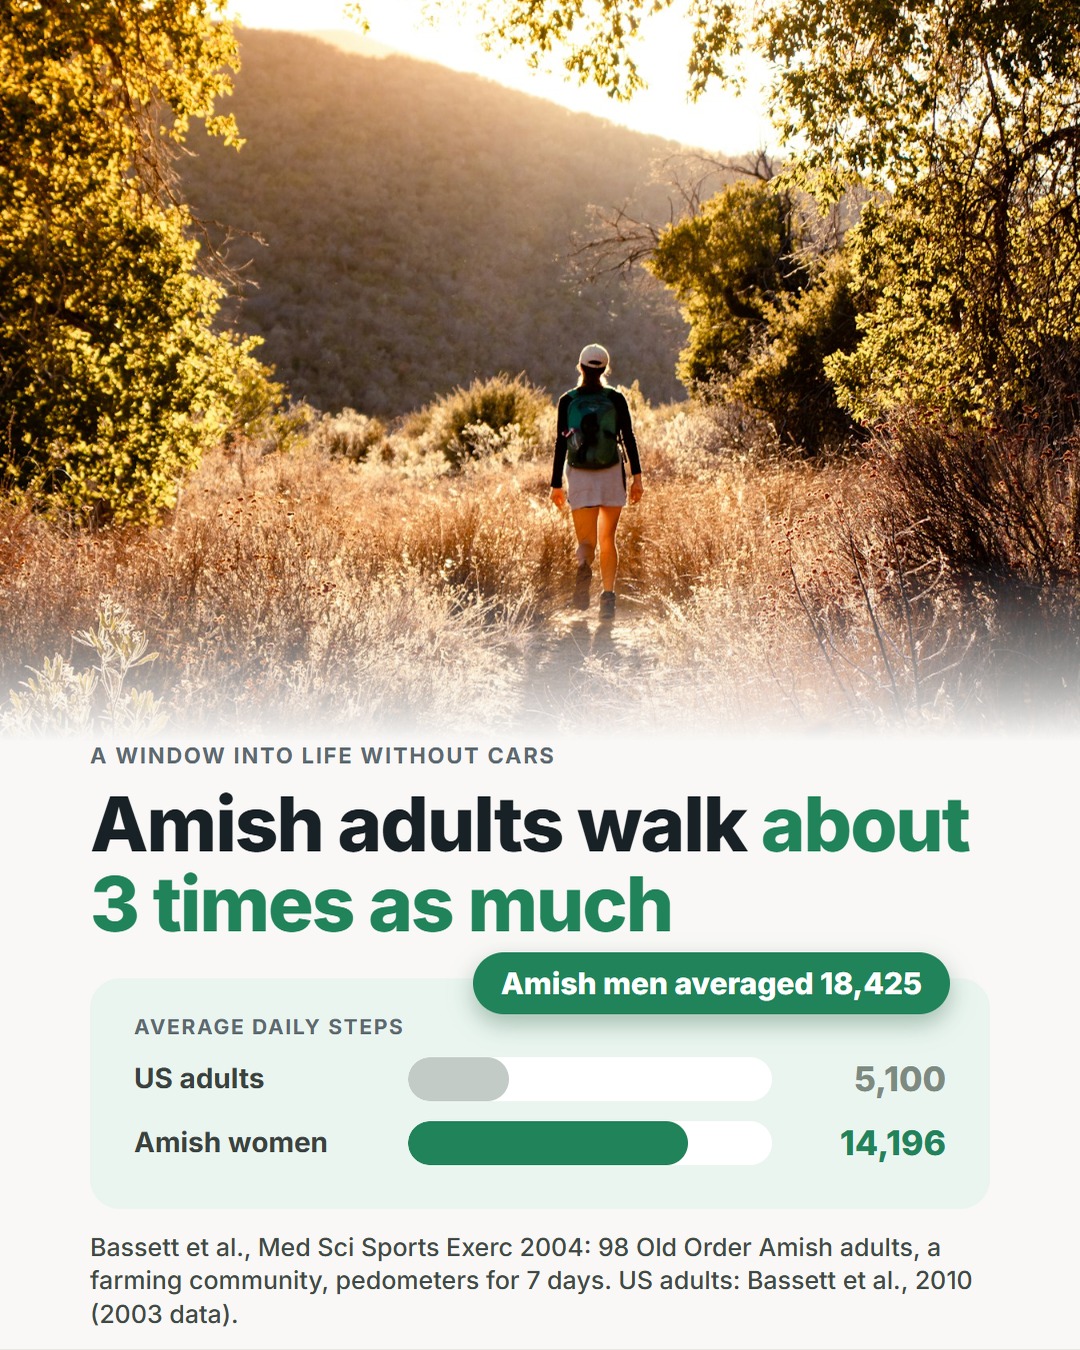 A WINDOW INTO LIFE WITHOUT CARS
Amish adults walk about
3 times as much
Amish men averaged 18,425
AVERAGE DAILY STEPS
US adults 5,100
Amish women 14,196
Bassett et al., Med Sci Sports Exerc 2004: 98 Old Order Amish adults, a
farming community, pedometers for 7 days. US adults: Bassett et al., 2010
(2003 data).